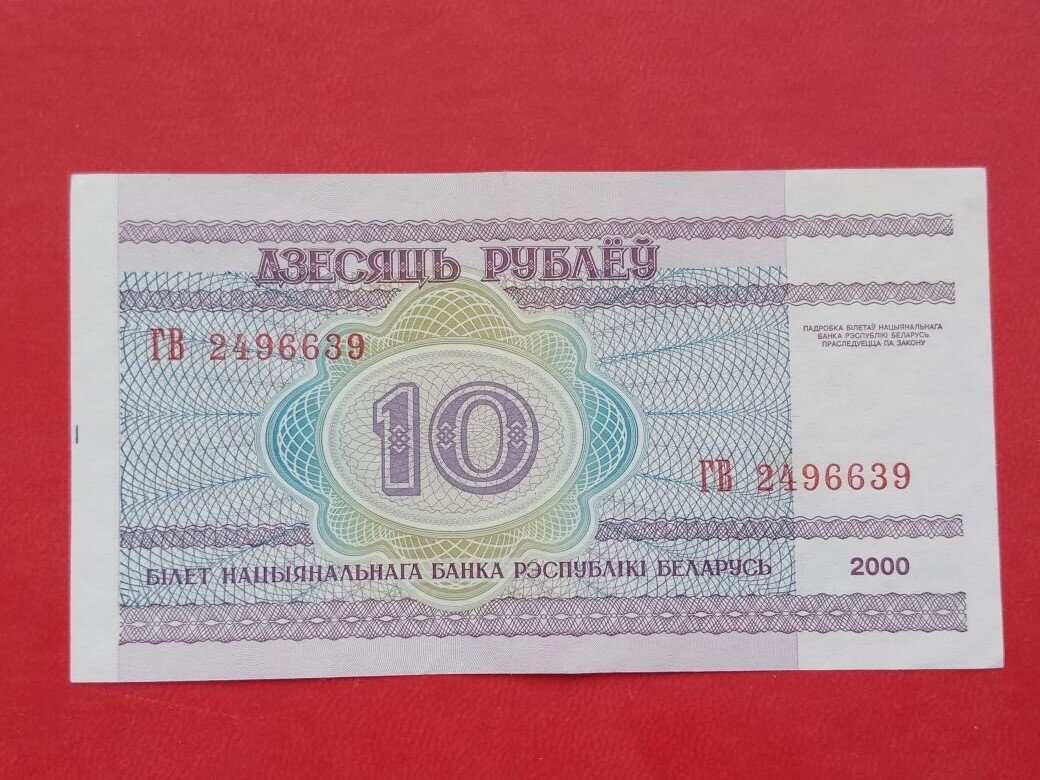 ДЗЕСЯЦЬ РУБЛЁЎ
ПАДРОБКА БІЛЕТАЎ НАЦЫЯНАЛЬНАГА
БАНКА РЭСПУБЛІКІ БЕЛАРУСЬ
ПРАСЛЕДУЕЦЦА ПА ЗАКОНУ
ГВ 2496639
10
ГВ 2496639
БІЛЕТ НАЦЫЯНАЛЬНАГА БАНКА РЭСПУБЛІКІ БЕЛАРУСЬ
2000